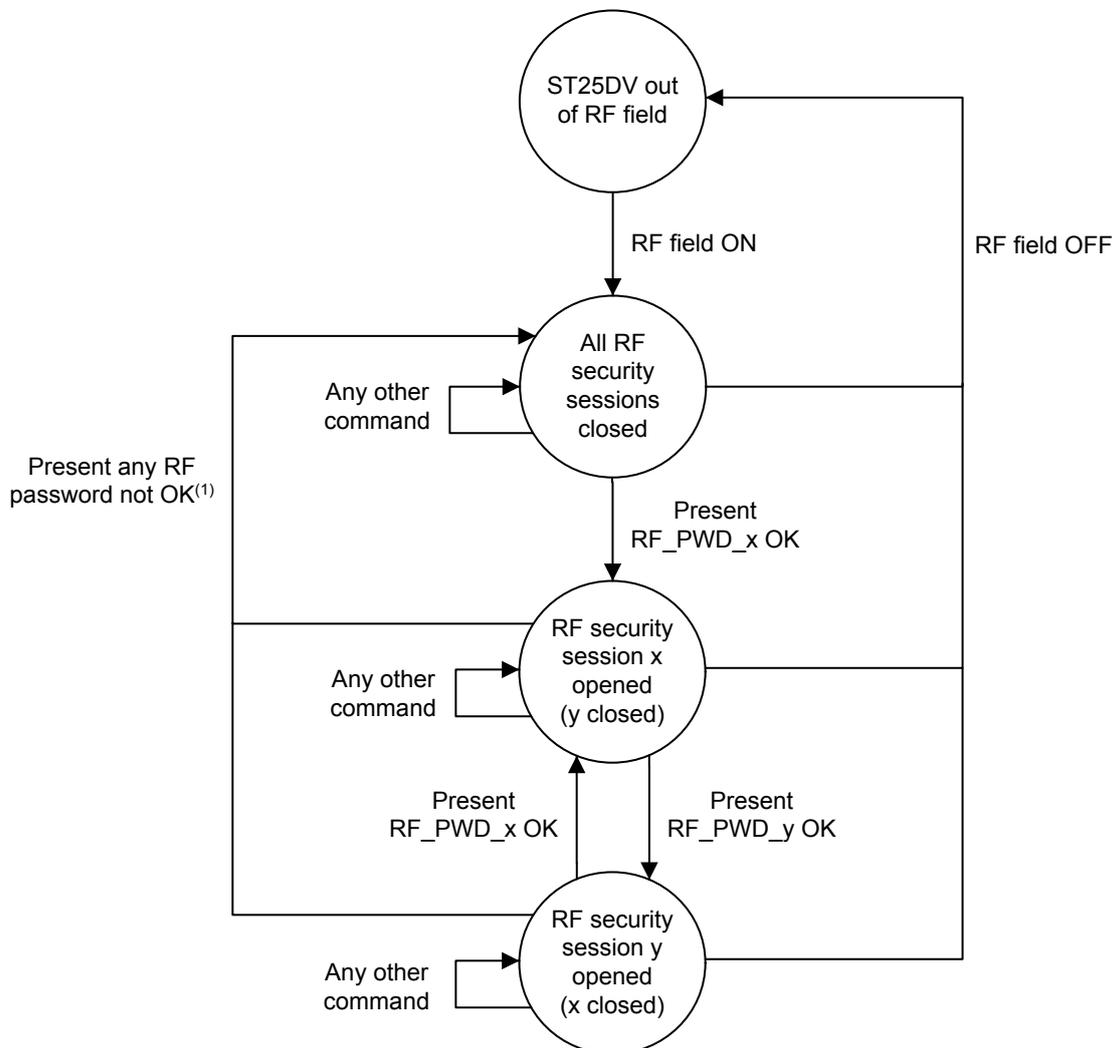 ST25DV out
of RF field
RF field ON
RF field OFF
All RF
security
sessions
closed
Any other
command
Present any RF
password not OK(1)
Present
RF_PWD_x OK
RF security
session x
opened
(y closed)
Any other
command
Present
RF_PWD_x OK
Present
RF_PWD_y OK
RF security
session y
opened
(x closed)
Any other
command